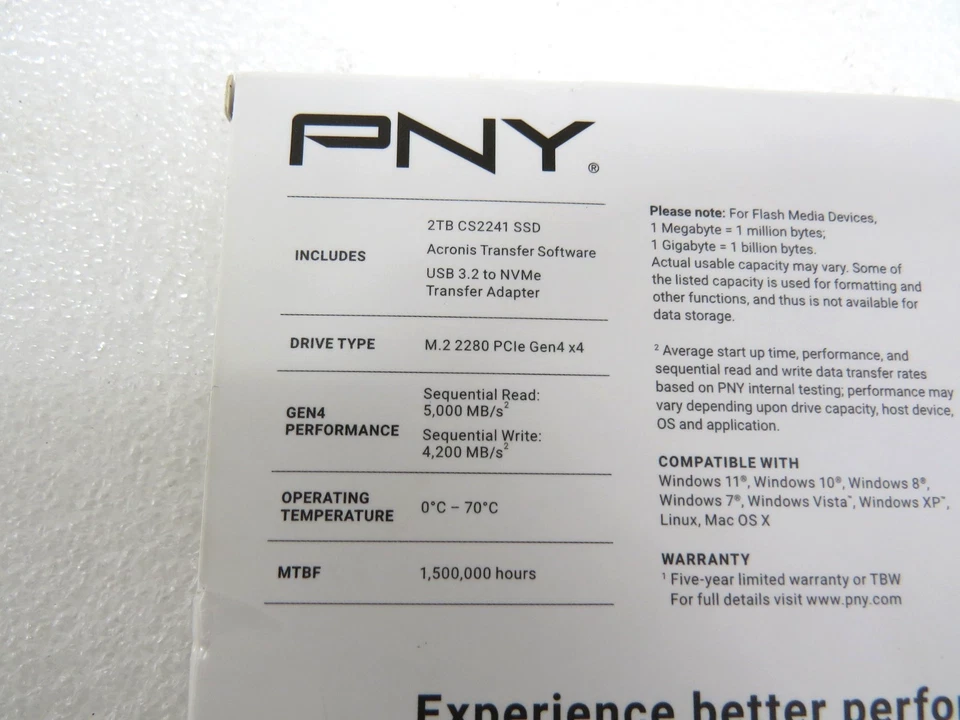 PNY®
INCLUDES
2TB CS2241 SSD
Acronis Transfer Software
USB 3.2 to NVMe
Transfer Adapter
DRIVE TYPE
M.2 2280 PCIe Gen4 x4
GEN4
PERFORMANCE
Sequential Read:
5,000 MB/s²
Sequential Write:
4,200 MB/s²
OPERATING
TEMPERATURE
0°C – 70°C
MTBF
1,500,000 hours
Please note: For Flash Media Devices,
1 Megabyte = 1 million bytes;
1 Gigabyte = 1 billion bytes.
Actual usable capacity may vary. Some of
the listed capacity is used for formatting and
other functions, and thus is not available for
data storage.
² Average start up time, performance, and
sequential read and write data transfer rates
based on PNY internal testing; performance may
vary depending upon drive capacity, host device,
OS and application.
COMPATIBLE WITH
Windows 11®, Windows 10®, Windows 8®,
Windows 7®, Windows Vista™, Windows XP™,
Linux, Mac OS X
WARRANTY
¹ Five-year limited warranty or TBW
For full details visit www.pny.com
Experience better perfo